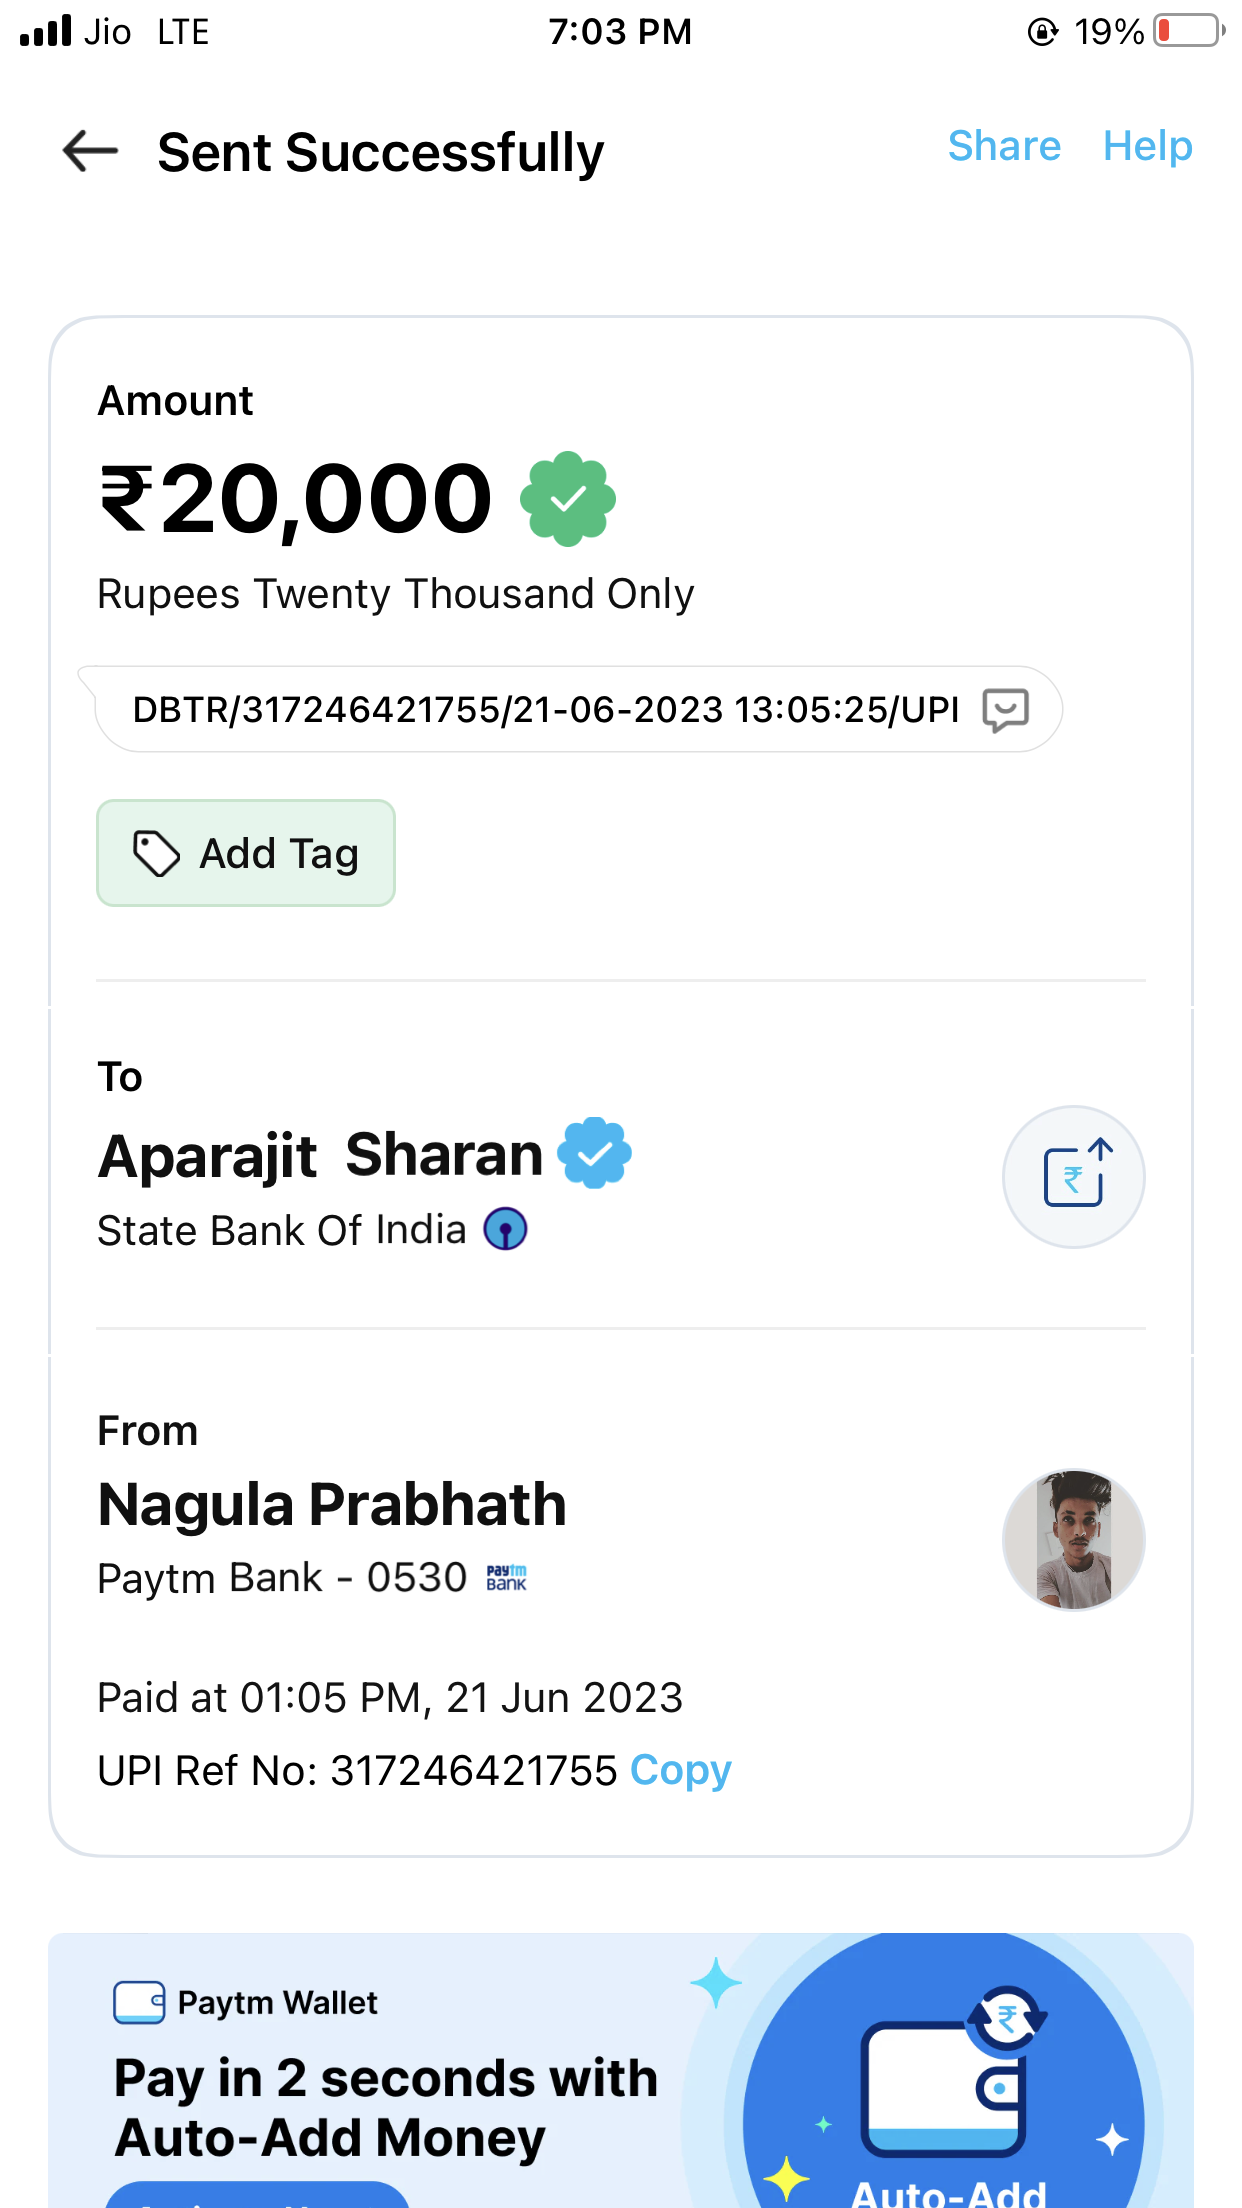 Jio LTE 7:03 PM 19%
Sent Successfully Share Help
Amount
₹20,000
Rupees Twenty Thousand Only
DBTR/317246421755/21-06-2023 13:05:25/UPI
Add Tag
To
Aparajit Sharan
State Bank Of India
₹
From
Nagula Prabhath
Paytm Bank - 0530 paytm BANK
Paid at 01:05 PM, 21 Jun 2023
UPI Ref No: 317246421755 Copy
Paytm Wallet
₹
Pay in 2 seconds with
Auto-Add Money
Auto-Add